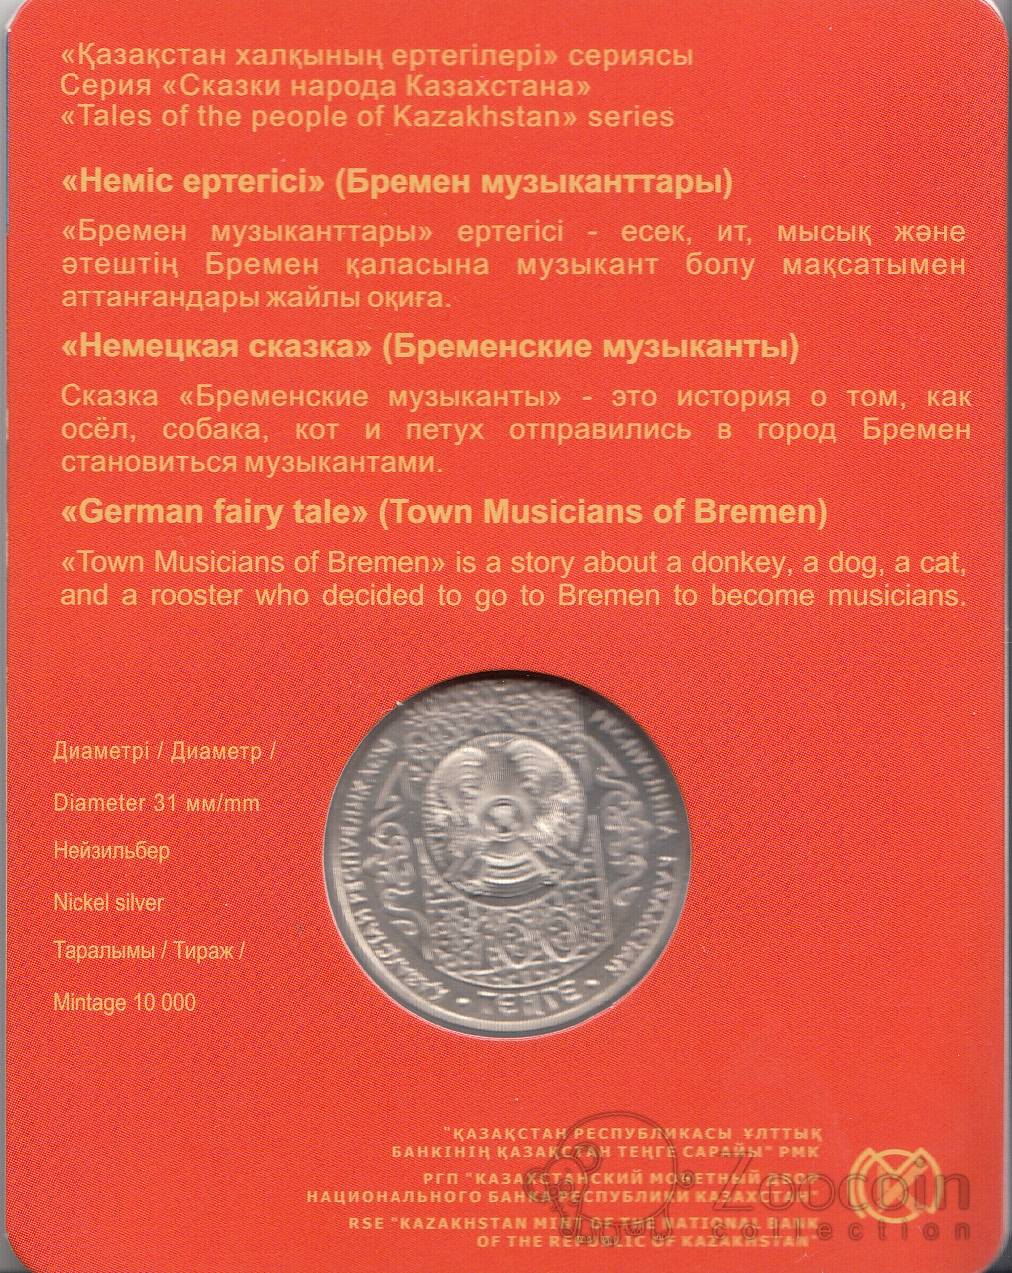 «Қазақстан халқының ертегілері» сериясы
Серия «Сказки народа Казахстана»
«Tales of the people of Kazakhstan» series
«Неміс ертегісі» (Бремен музыканттары)
«Бремен музыканттары» ертегісі - есек, ит, мысық және
әтештің Бремен қаласына музыкант болу мақсатымен
аттанғандары жайлы оқиға.
«Немецкая сказка» (Бременские музыканты)
Сказка «Бременские музыканты» - это история о том, как
осёл, собака, кот и петух отправились в город Бремен
становиться музыкантами.
«German fairy tale» (Town Musicians of Bremen)
«Town Musicians of Bremen» is a story about a donkey, a dog, a cat,
and a rooster who decided to go to Bremen to become musicians.
Диаметрі / Диаметр /
Diameter 31 мм/mm
Нейзильбер
Nickel silver
Таралымы / Тираж /
Mintage 10 000
"ҚАЗАҚСТАН РЕСПУБЛИКАСЫ ҰЛТТЫҚ
БАНКІНІҢ ҚАЗАҚСТАН ТЕҢГЕ САРАЙЫ" РМК
РГП "КАЗАХСТАНСКИЙ МОНЕТНЫЙ ДВОР
НАЦИОНАЛЬНОГО БАНКА РЕСПУБЛИКИ КАЗАХСТАН"
RSE "KAZAKHSTAN MINT OF THE NATIONAL BANK
OF THE REPUBLIC OF KAZAKHSTAN"
Zoocoin
collection